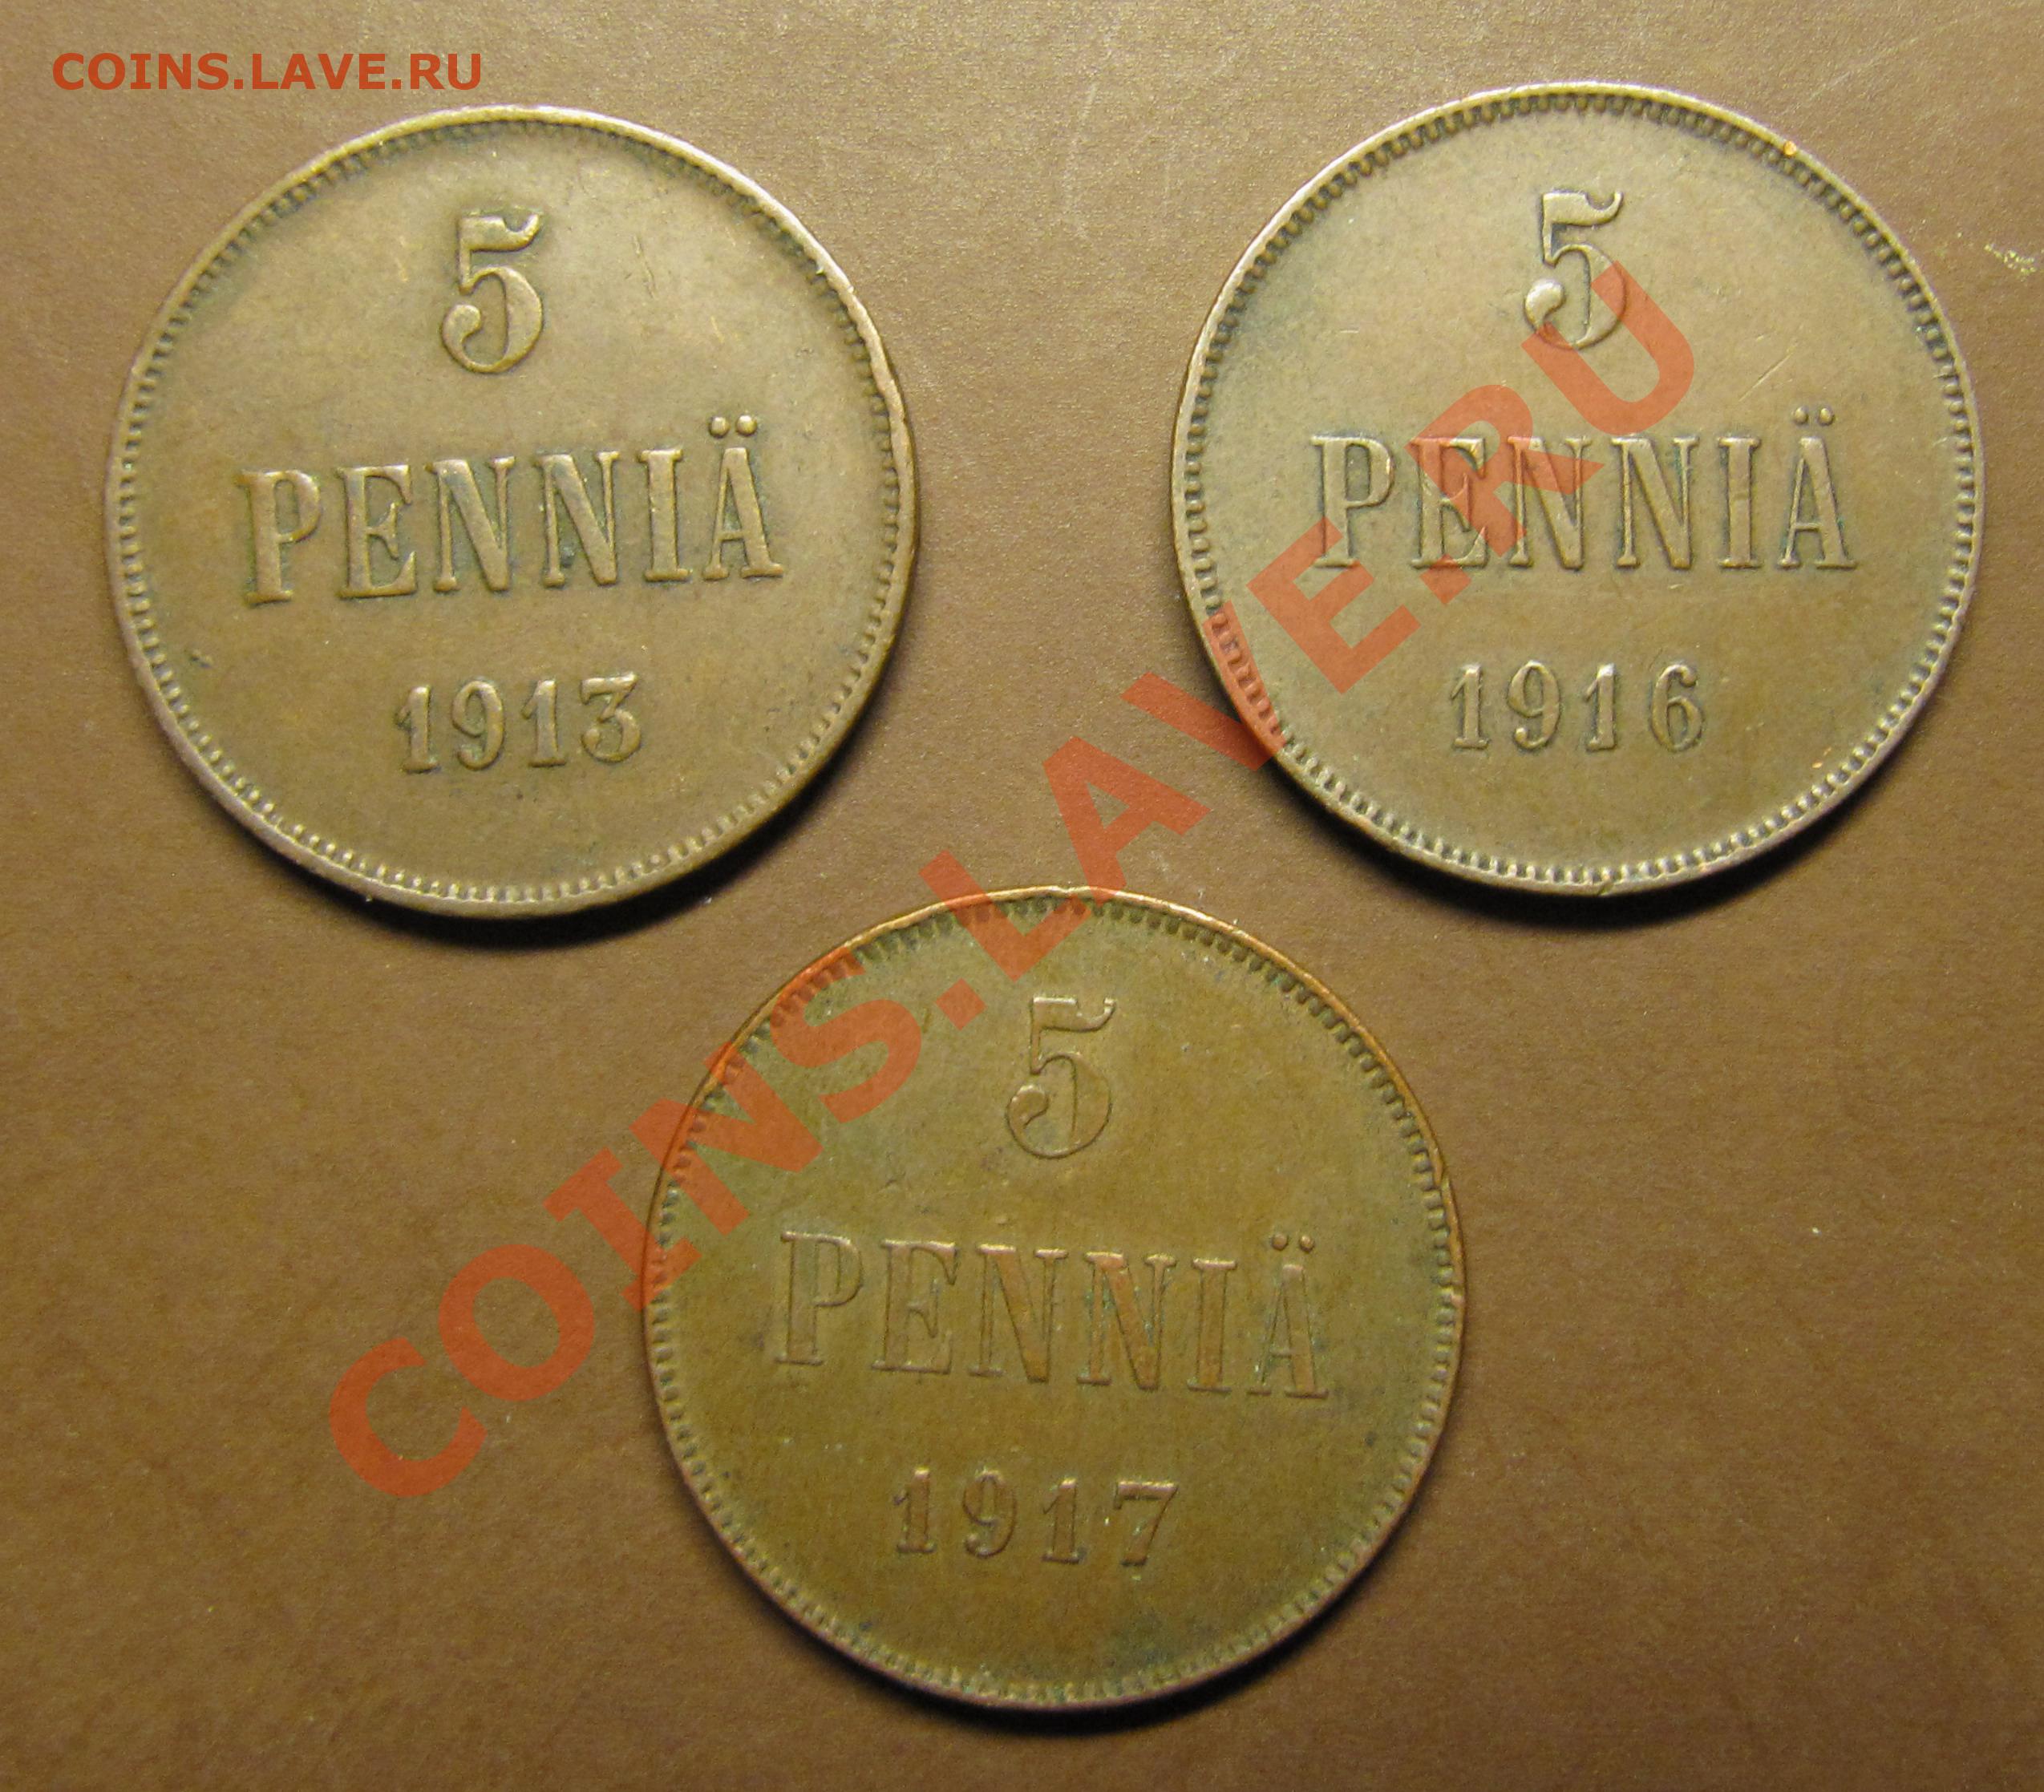 COINS.LAVE.RU
5
PENNIÄ
1913
5
PENNIÄ
1916
5
PENNIÄ
1917
COINS.LAVE.RU